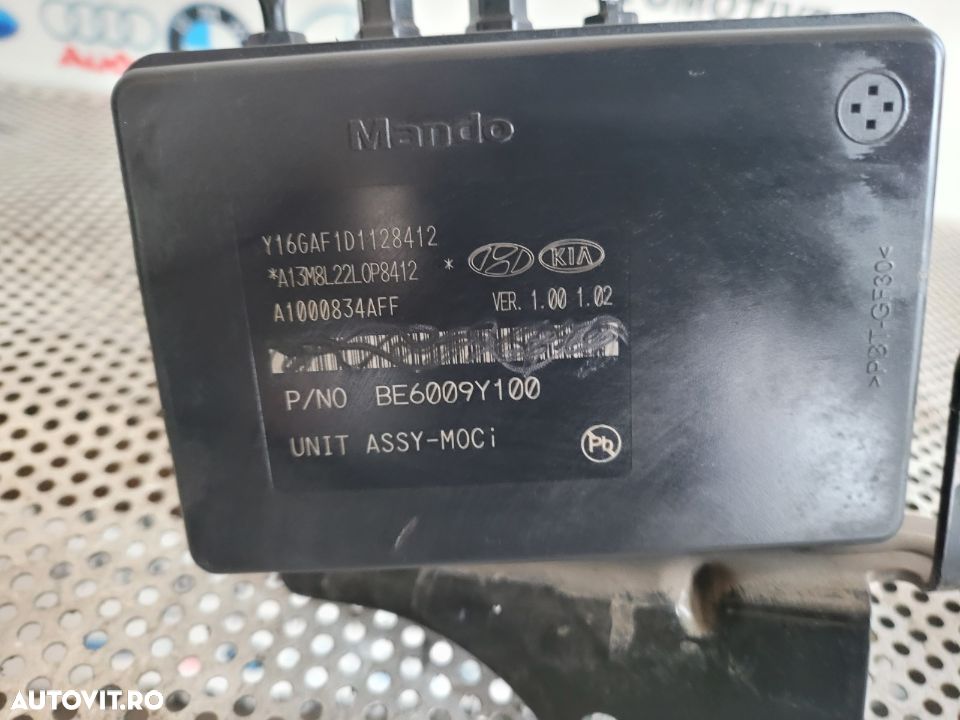 Mando
Y16GAF1D1128412
*A13M8L22L0P8412 *
KIA
A1000834AFF VER. 1.00 1.02
P/NO BE6009Y100
UNIT ASSY-MOCi
Pb
>PBT-GF30<
AUTOVIT.RO